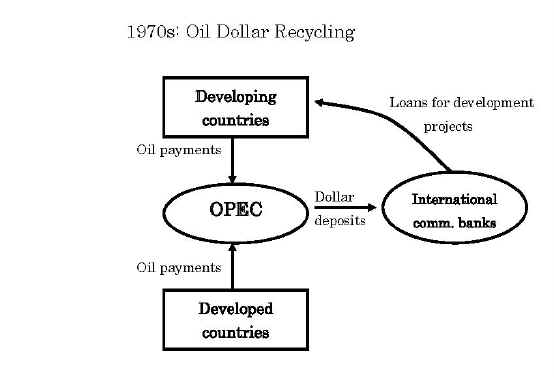 1970s: Oil Dollar Recycling
Developing
countries
Loans for development
projects
Oil payments
OPEC
Dollar
deposits
International
comm. banks
Oil payments
Developed
countries